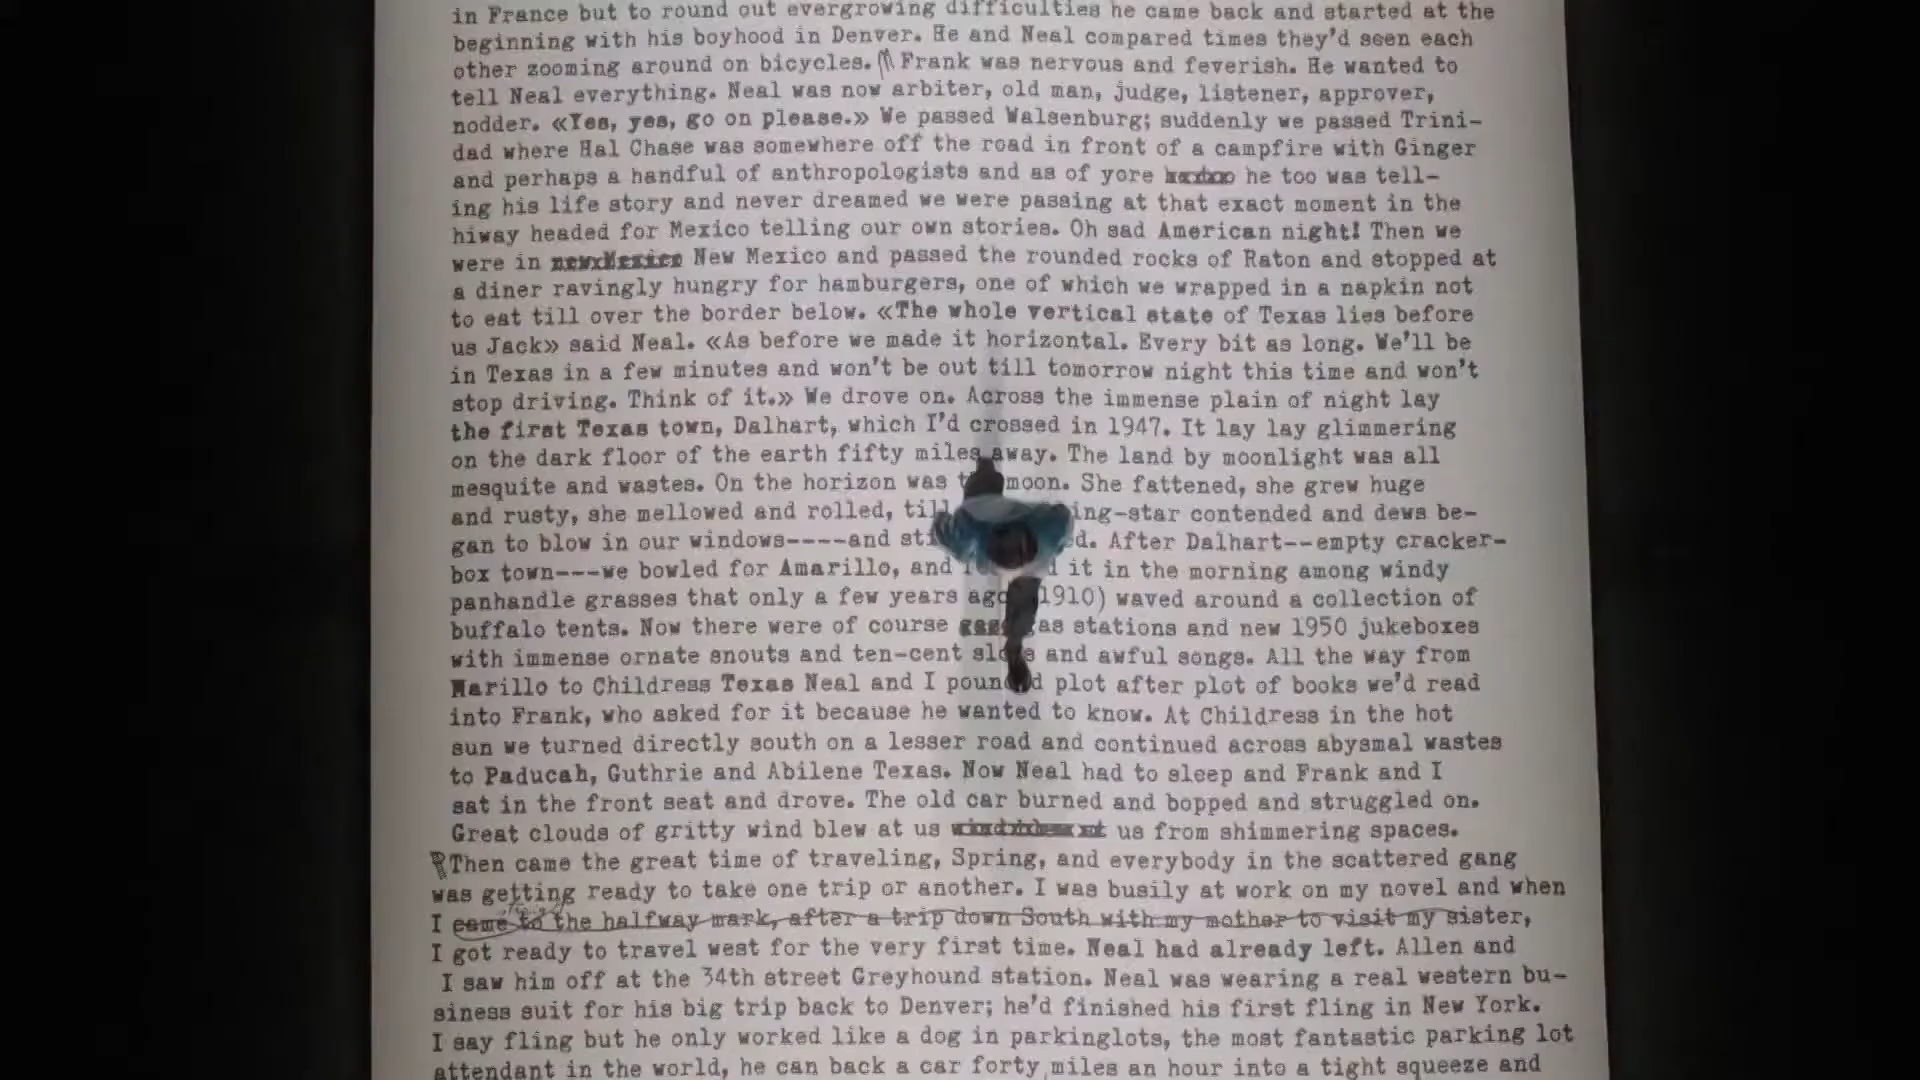 in France but to round out evergrowing difficulties he came back and started at the
beginning with his boyhood in Denver. He and Neal compared times they'd seen each
other zooming around on bicycles. Frank was nervous and feverish. He wanted to
tell Neal everything. Neal was now arbiter, old man, judge, listener, approver,
nodder. «Yes, yes, go on please.» We passed Walsenburg; suddenly we passed Trini-
dad where Hal Chase was somewhere off the road in front of a campfire with Ginger
and perhaps a handful of anthropologists and as of yore he too was tell-
ing his life story and never dreamed we were passing at that exact moment in the
hiway headed for Mexico telling our own stories. Oh sad American night! Then we
were in New Mexico and passed the rounded rocks of Raton and stopped at
a diner ravingly hungry for hamburgers, one of which we wrapped in a napkin not
to eat till over the border below. «The whole vertical state of Texas lies before
us Jack» said Neal. «As before we made it horizontal. Every bit as long. We'll be
in Texas in a few minutes and won't be out till tomorrow night this time and won't
stop driving. Think of it.» We drove on. Across the immense plain of night lay
the first Texas town, Dalhart, which I'd crossed in 1947. It lay lay glimmering
on the dark floor of the earth fifty miles away. The land by moonlight was all
mesquite and wastes. On the horizon was moon. She fattened, she grew huge
and rusty, she mellowed and rolled, till ing-star contended and dews be-
gan to blow in our windows----and sti d. After Dalhart--empty cracker-
box town---we bowled for Amarillo, and it in the morning among windy
panhandle grasses that only a few years ago 1910) waved around a collection of
buffalo tents. Now there were of course gas stations and new 1950 jukeboxes
with immense ornate snouts and ten-cent slots and awful songs. All the way from
Marillo to Childress Texas Neal and I pounded plot after plot of books we'd read
into Frank, who asked for it because he wanted to know. At Childress in the hot
sun we turned directly south on a lesser road and continued across abysmal wastes
to Paducah, Guthrie and Abilene Texas. Now Neal had to sleep and Frank and I
sat in the front seat and drove. The old car burned and bopped and struggled on.
Great clouds of gritty wind blew at us us from shimmering spaces.
Then came the great time of traveling, Spring, and everybody in the scattered gang
was getting ready to take one trip or another. I was busily at work on my novel and when
I came to the halfway mark, after a trip down South with my mother to visit my sister,
I got ready to travel west for the very first time. Neal had already left. Allen and
I saw him off at the 34th street Greyhound station. Neal was wearing a real western bu-
siness suit for his big trip back to Denver; he'd finished his first fling in New York.
I say fling but he only worked like a dog in parkinglots, the most fantastic parking lot
attendant in the world, he can back a car forty miles an hour into a tight squeeze and